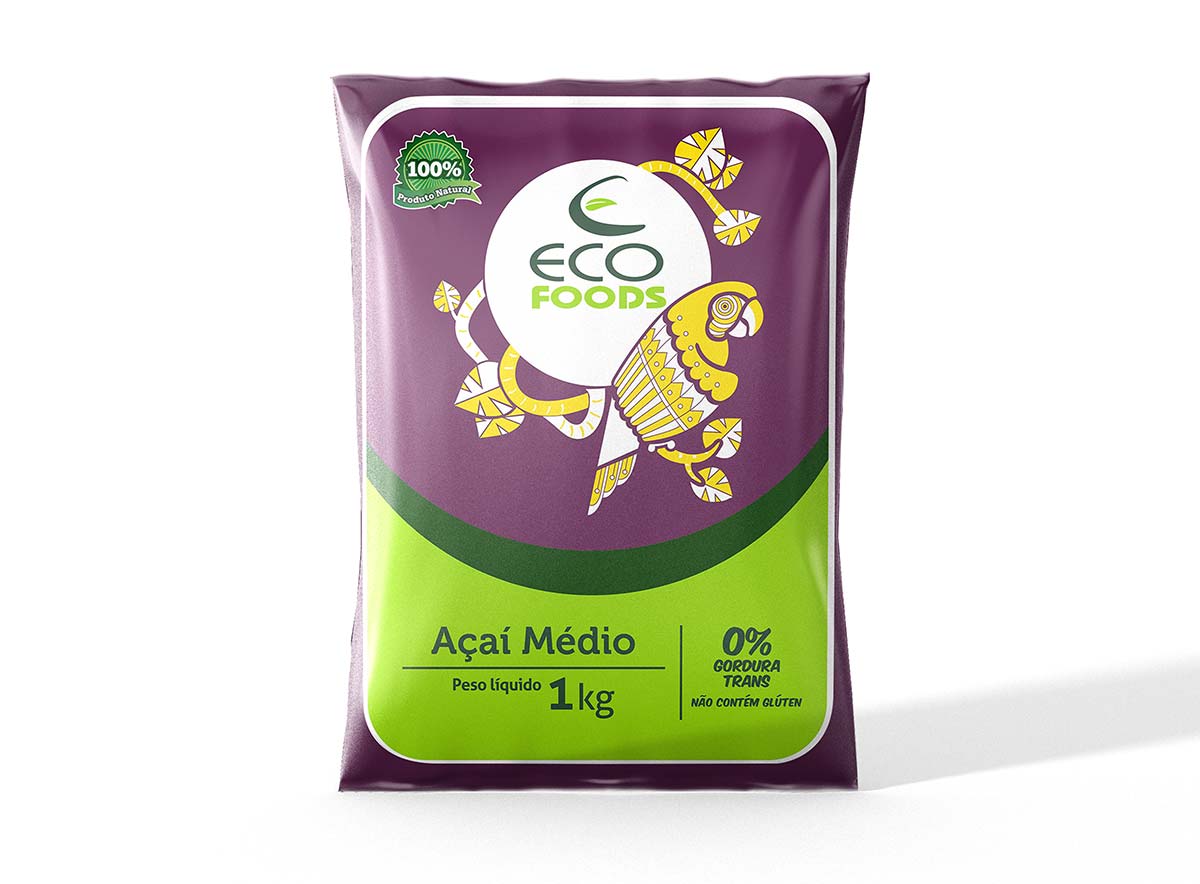 100%
Produto Natural
ECO
FOODS
Açaí Médio
Peso líquido 1kg
0%
GORDURA
TRANS
NÃO CONTÉM GLÚTEN